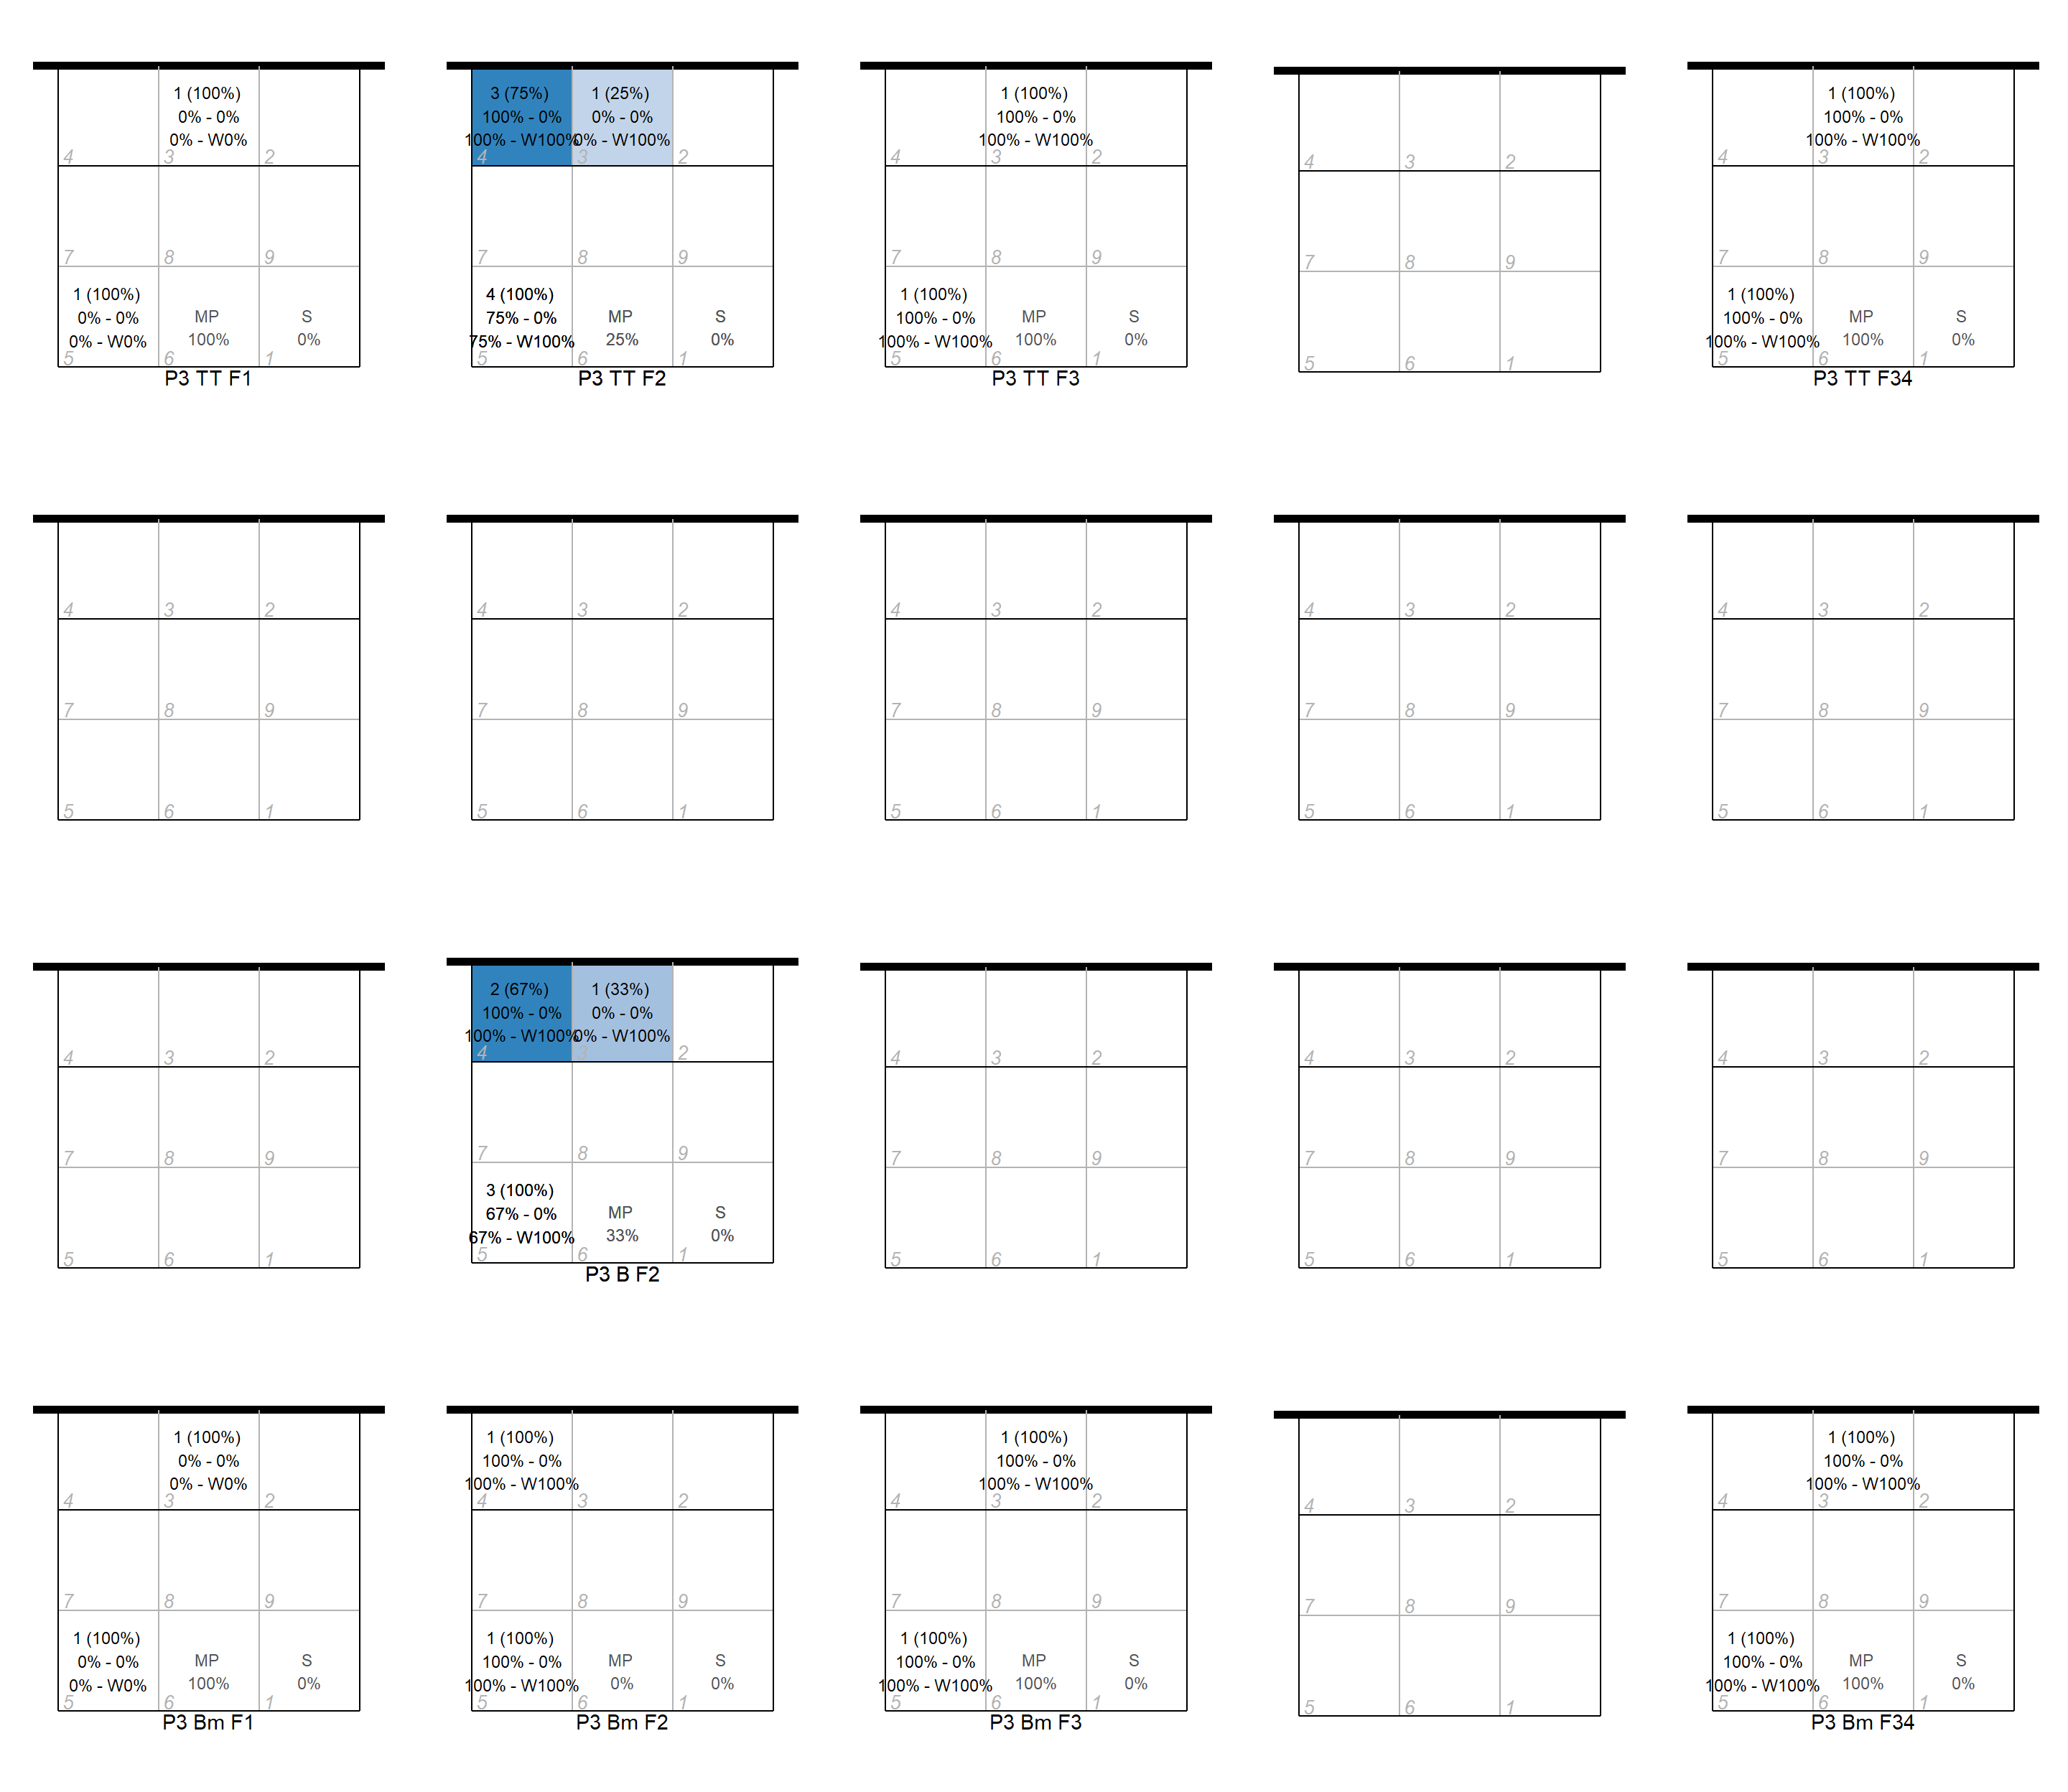 1 (100%)
0% - 0%
0% - W0%
4 3 2
7 8 9
1 (100%)
0% - 0%
0% - W0%
MP
100%
S
0%
5 6 1
P3 TT F1
3 (75%)
100% - 0%
100% - W100%
1 (25%)
0% - 0%
0% - W100%
4 3 2
7 8 9
4 (100%)
75% - 0%
75% - W100%
MP
25%
S
0%
5 6 1
P3 TT F2
1 (100%)
100% - 0%
100% - W100%
4 3 2
7 8 9
1 (100%)
100% - 0%
100% - W100%
MP
100%
S
0%
5 6 1
P3 TT F3
4 3 2
7 8 9
5 6 1
1 (100%)
100% - 0%
100% - W100%
4 3 2
7 8 9
1 (100%)
100% - 0%
100% - W100%
MP
100%
S
0%
5 6 1
P3 TT F34
4 3 2
7 8 9
5 6 1
4 3 2
7 8 9
5 6 1
4 3 2
7 8 9
5 6 1
4 3 2
7 8 9
5 6 1
4 3 2
7 8 9
5 6 1
4 3 2
7 8 9
5 6 1
2 (67%)
100% - 0%
100% - W100%
1 (33%)
0% - 0%
0% - W100%
4 3 2
7 8 9
3 (100%)
67% - 0%
67% - W100%
MP
33%
S
0%
5 6 1
P3 B F2
4 3 2
7 8 9
5 6 1
4 3 2
7 8 9
5 6 1
4 3 2
7 8 9
5 6 1
1 (100%)
0% - 0%
0% - W0%
4 3 2
7 8 9
1 (100%)
0% - 0%
0% - W0%
MP
100%
S
0%
5 6 1
P3 Bm F1
1 (100%)
100% - 0%
100% - W100%
4 3 2
7 8 9
1 (100%)
100% - 0%
100% - W100%
MP
0%
S
0%
5 6 1
P3 Bm F2
1 (100%)
100% - 0%
100% - W100%
4 3 2
7 8 9
1 (100%)
100% - 0%
100% - W100%
MP
100%
S
0%
5 6 1
P3 Bm F3
4 3 2
7 8 9
5 6 1
1 (100%)
100% - 0%
100% - W100%
4 3 2
7 8 9
1 (100%)
100% - 0%
100% - W100%
MP
100%
S
0%
5 6 1
P3 Bm F34